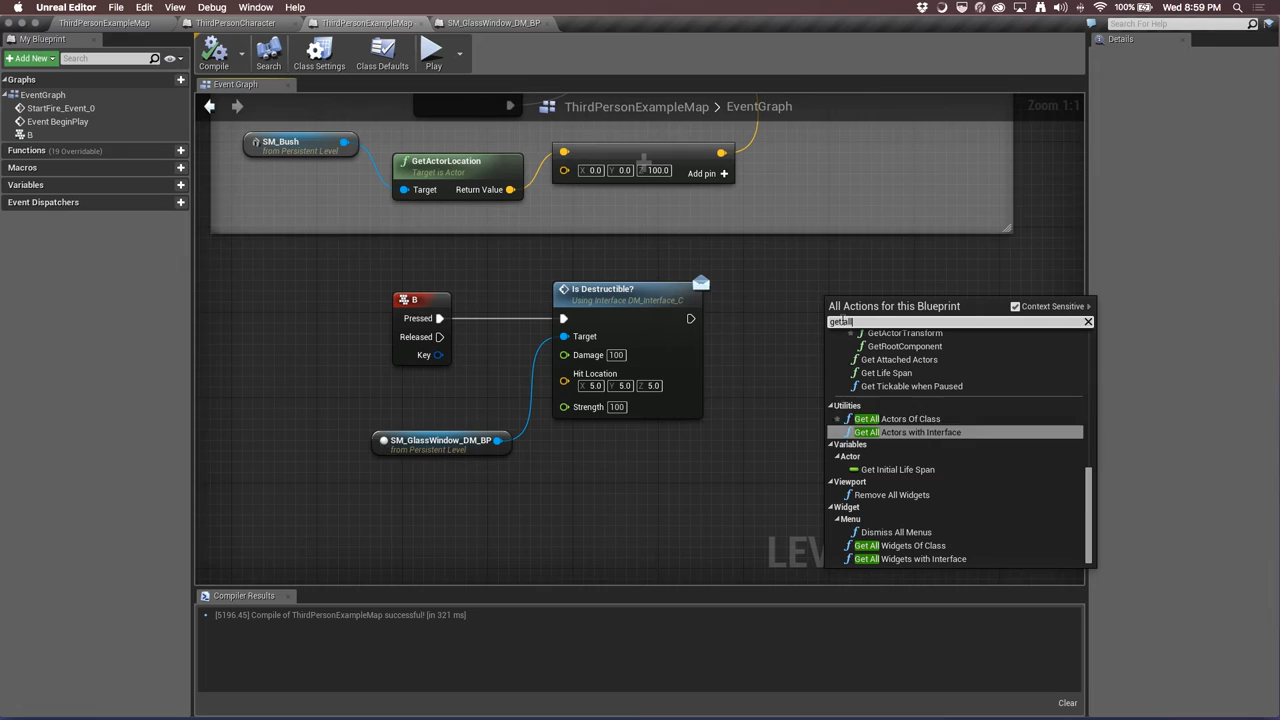 Unreal Editor File Edit View Debug Window Help
100% Wed 8:59 PM
ThirdPersonExampleMap ThirdPersonCharacter ThirdPersonExampleMap SM_GlassWindow_DM_BP
Search For Help
My Blueprint
Details
Add New Search
Compile Search Class Settings Class Defaults Play
Graphs
EventGraph
StartFire_Event_0
Event BeginPlay
B
Functions (19 Overridable)
Macros
Variables
Event Dispatchers
Event Graph
ThirdPersonExampleMap > EventGraph
Zoom 1:1
SM_Bush
from Persistent Level
GetActorLocation
Target is Actor
Target Return Value
X 0.0 Y 0.0 Z 100.0 Add pin
B
Pressed
Released
Key
Is Destructible?
Using Interface DM_Interface_C
Target
Damage 100
Hit Location
X 5.0 Y 5.0 Z 5.0
Strength 100
SM_GlassWindow_DM_BP
from Persistent Level
LEV
All Actions for this Blueprint Context Sensitive
getall
GetActorTransform
GetRootComponent
Get Attached Actors
Get Life Span
Get Tickable when Paused
Utilities
Get All Actors Of Class
Get All Actors with Interface
Variables
Actor
Get Initial Life Span
Viewport
Remove All Widgets
Widget
Menu
Dismiss All Menus
Get All Widgets Of Class
Get All Widgets with Interface
Compiler Results
[5196.45] Compile of ThirdPersonExampleMap successful! [in 321 ms]
Clear